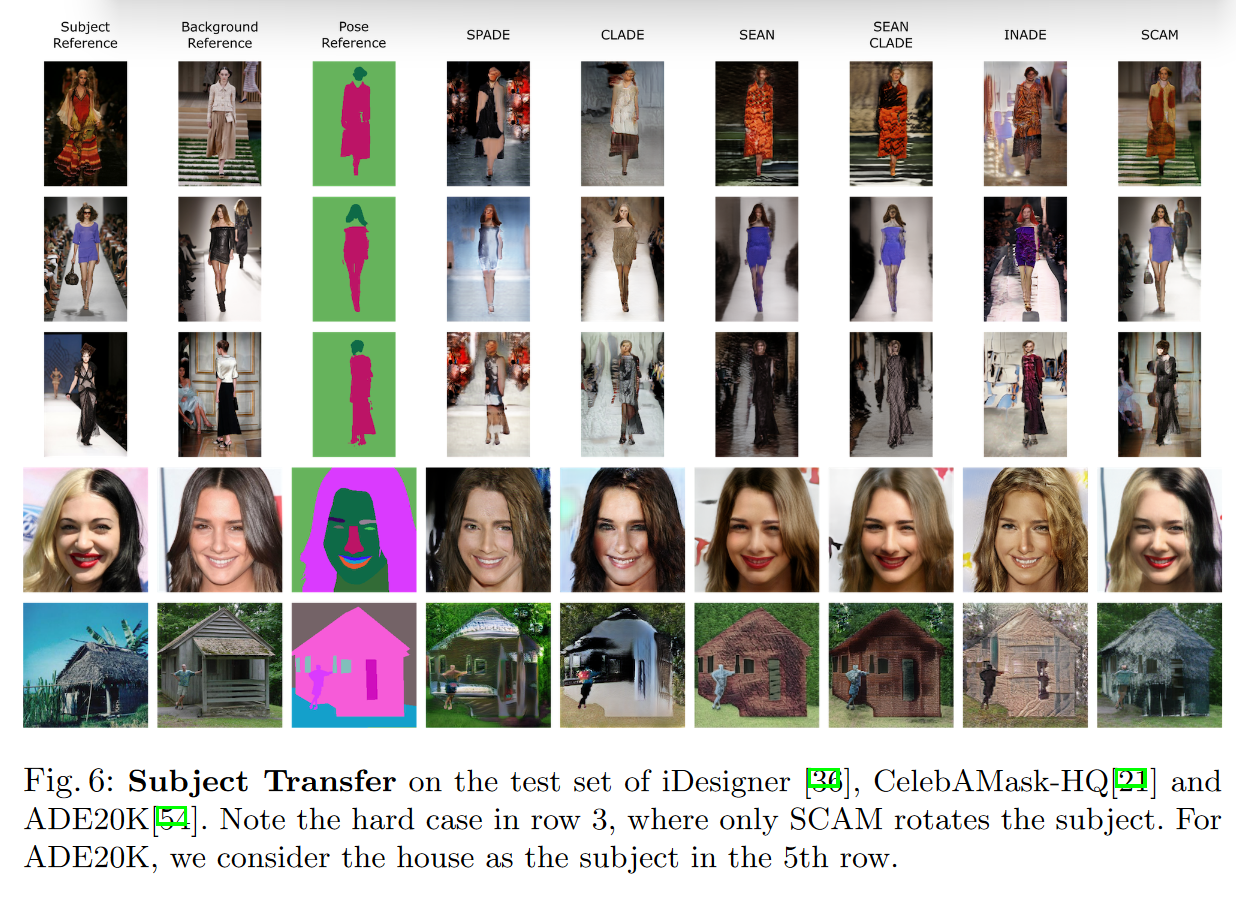 Subject
Reference
Background
Reference
Pose
Reference
SPADE
CLADE
SEAN
SEAN
CLADE
INADE
SCAM
Fig. 6: Subject Transfer on the test set of iDesigner [36], CelebAMask-HQ[21] and
ADE20K[54]. Note the hard case in row 3, where only SCAM rotates the subject. For
ADE20K, we consider the house as the subject in the 5th row.